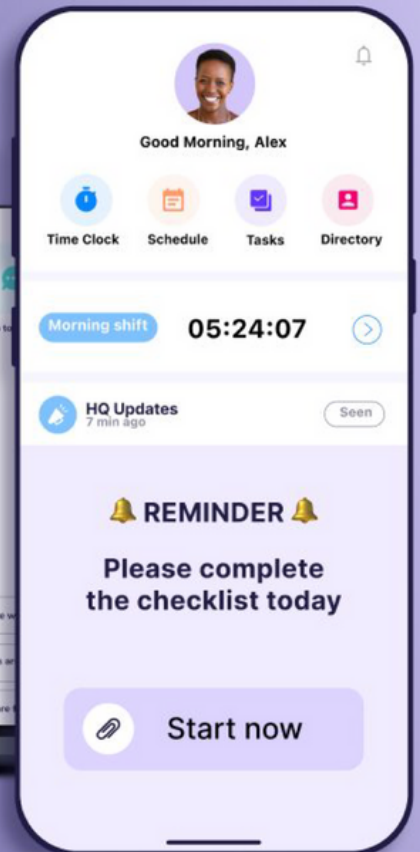 Good Morning, Alex
Time Clock Schedule Tasks Directory
Morning shift 05:24:07
HQ Updates Seen
7 min ago
🔔 REMINDER 🔔
Please complete
the checklist today
Start now